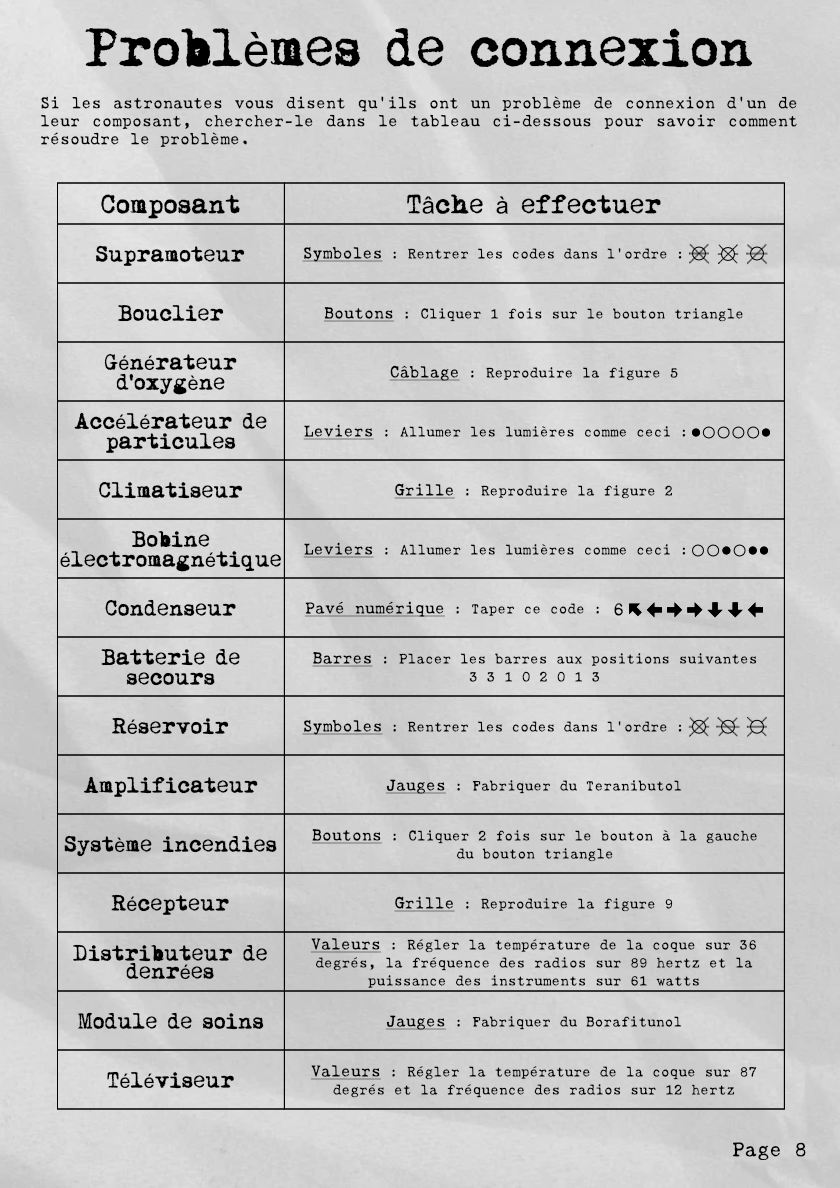 Problèmes de connexion
Si les astronautes vous disent qu'ils ont un problème de connexion d'un de
leur composant, chercher-le dans le tableau ci-dessous pour savoir comment
résoudre le problème.
Composant
Tâche à effectuer
Supramoteur
Symboles : Rentrer les codes dans l'ordre :
Bouclier
Boutons : Cliquer 1 fois sur le bouton triangle
Générateur
d'oxygène
Câblage : Reproduire la figure 5
Accélérateur de
particules
Leviers : Allumer les lumières comme ceci : ●○○○○●
Climatiseur
Grille : Reproduire la figure 2
Bobine
électromagnétique
Leviers : Allumer les lumières comme ceci : ○○●○●●
Condenseur
Pavé numérique : Taper ce code : 6 ⬉ ⬅ ➡ ➡ ⬇ ⬇ ⬅
Batterie de
secours
Barres : Placer les barres aux positions suivantes
3 3 1 0 2 0 1 3
Réservoir
Symboles : Rentrer les codes dans l'ordre :
Amplificateur
Jauges : Fabriquer du Teranibutol
Système incendies
Boutons : Cliquer 2 fois sur le bouton à la gauche
du bouton triangle
Récepteur
Grille : Reproduire la figure 9
Distributeur de
denrées
Valeurs : Régler la température de la coque sur 36
degrés, la fréquence des radios sur 89 hertz et la
puissance des instruments sur 61 watts
Module de soins
Jauges : Fabriquer du Borafitunol
Téléviseur
Valeurs : Régler la température de la coque sur 87
degrés et la fréquence des radios sur 12 hertz
Page 8